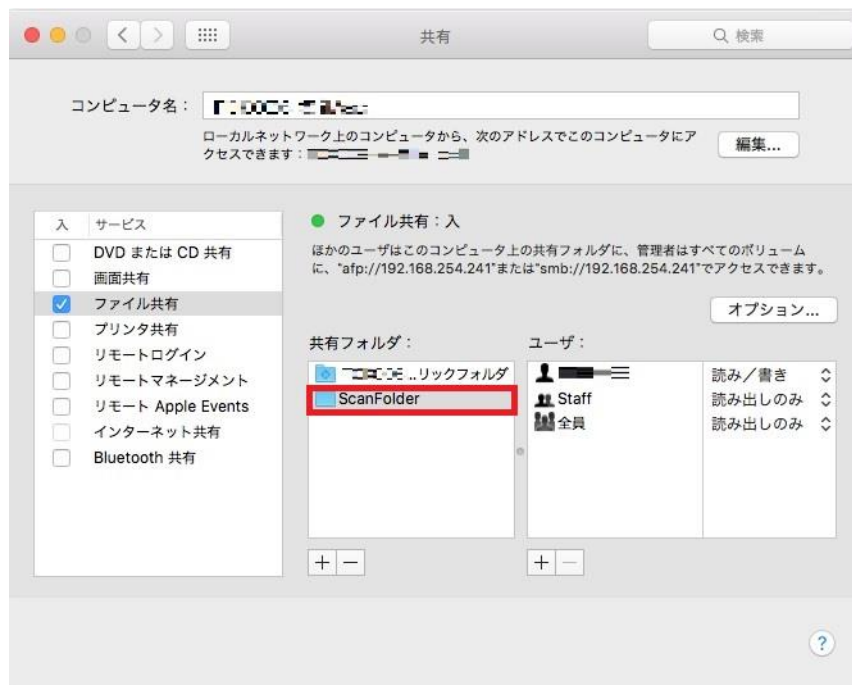 共有
検索
コンピュータ名：
ローカルネットワーク上のコンピュータから、次のアドレスでこのコンピュータにア
クセスできます：
編集...
入 サービス
DVD または CD 共有
画面共有
ファイル共有
プリンタ共有
リモートログイン
リモートマネージメント
リモート Apple Events
インターネット共有
Bluetooth 共有
ファイル共有：入
ほかのユーザはこのコンピュータ上の共有フォルダに、管理者はすべてのボリューム
に、"afp://192.168.254.241"または"smb://192.168.254.241"でアクセスできます。
オプション...
共有フォルダ：
..リックフォルダ
ScanFolder
ユーザ：
読み／書き
Staff 読み出しのみ
全員 読み出しのみ
+ −
+ −
?